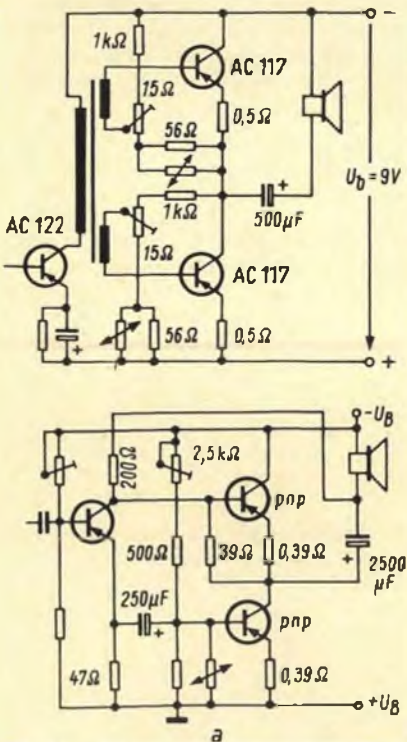 −
1kΩ
AC 117
15Ω
0,5Ω
56Ω
U_b = 9V
1kΩ
500µF
+
AC 122
15Ω
AC 117
56Ω
0,5Ω
+
+
-U_B
200Ω
2,5kΩ
pnp
500Ω
39Ω
0,39Ω
+
2500
µF
250µF
+
pnp
47Ω
0,39Ω
+U_B
a